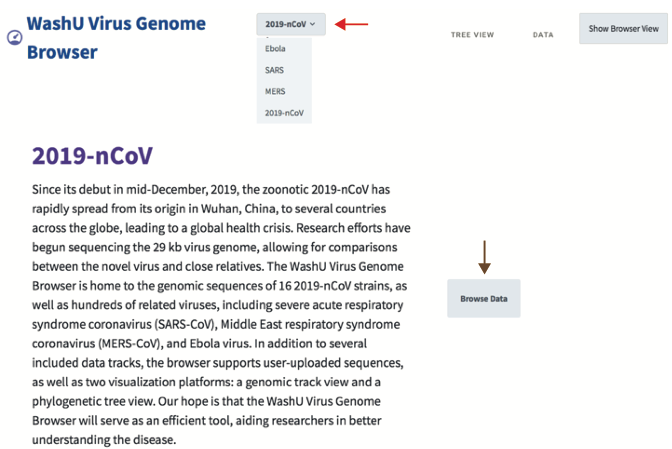 WashU Virus Genome
Browser
2019-nCoV
Ebola
SARS
MERS
2019-nCoV
TREE VIEW
DATA
Show Browser View
2019-nCoV
Since its debut in mid-December, 2019, the zoonotic 2019-nCoV has
rapidly spread from its origin in Wuhan, China, to several countries
across the globe, leading to a global health crisis. Research efforts have
begun sequencing the 29 kb virus genome, allowing for comparisons
between the novel virus and close relatives. The WashU Virus Genome
Browser is home to the genomic sequences of 16 2019-nCoV strains, as
well as hundreds of related viruses, including severe acute respiratory
syndrome coronavirus (SARS-CoV), Middle East respiratory syndrome
coronavirus (MERS-CoV), and Ebola virus. In addition to several
included data tracks, the browser supports user-uploaded sequences,
as well as two visualization platforms: a genomic track view and a
phylogenetic tree view. Our hope is that the WashU Virus Genome
Browser will serve as an efficient tool, aiding researchers in better
understanding the disease.
Browse Data